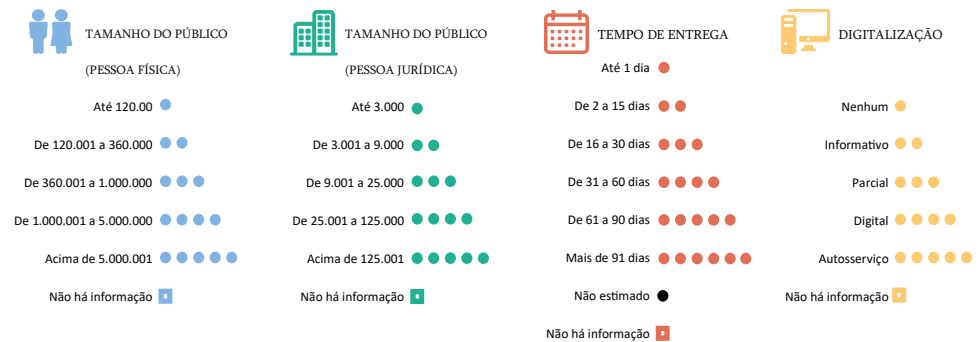 TAMANHO DO PÚBLICO
(PESSOA FÍSICA)
Até 120.00
De 120.001 a 360.000
De 360.001 a 1.000.000
De 1.000.001 a 5.000.000
Acima de 5.000.001
Não há informação
TAMANHO DO PÚBLICO
(PESSOA JURÍDICA)
Até 3.000
De 3.001 a 9.000
De 9.001 a 25.000
De 25.001 a 125.000
Acima de 125.001
Não há informação
TEMPO DE ENTREGA
Até 1 dia
De 2 a 15 dias
De 16 a 30 dias
De 31 a 60 dias
De 61 a 90 dias
Mais de 91 dias
Não estimado
Não há informação
DIGITALIZAÇÃO
Nenhum
Informativo
Parcial
Digital
Autosserviço
Não há informação